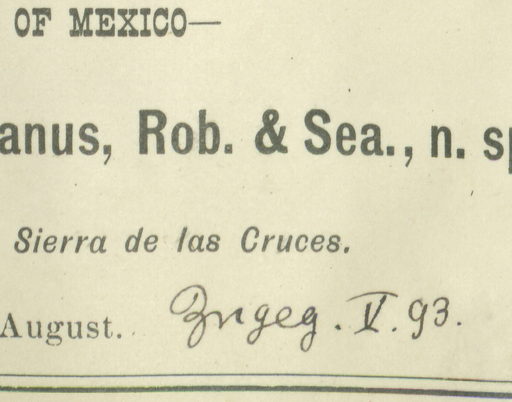 OF MEXICO—
anus, Rob. & Sea., n. sp
Sierra de las Cruces.
August. Zugeg. V. 93.